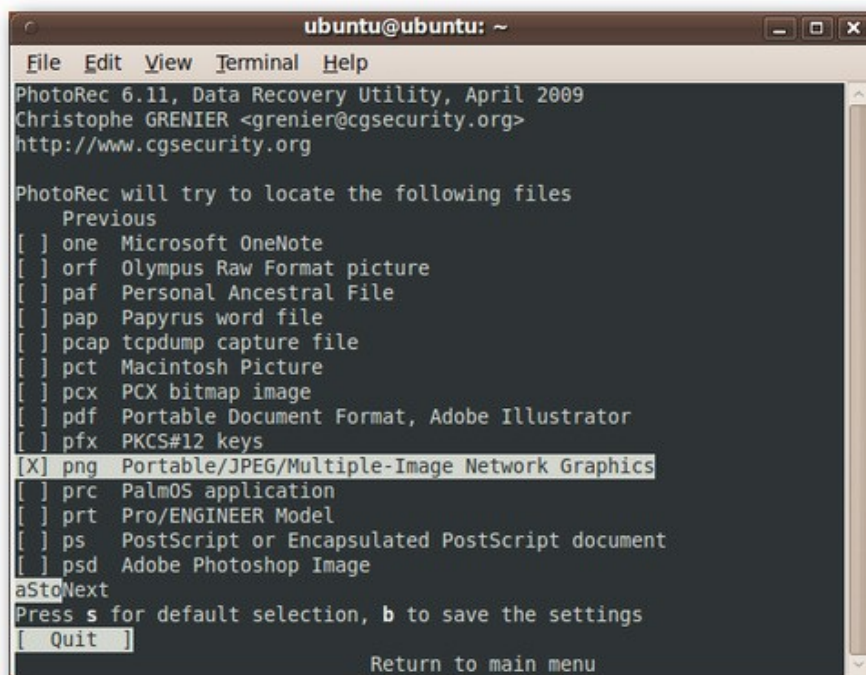 ubuntu@ubuntu: ~
File Edit View Terminal Help
PhotoRec 6.11, Data Recovery Utility, April 2009
Christophe GRENIER <grenier@cgsecurity.org>
http://www.cgsecurity.org
PhotoRec will try to locate the following files
Previous
[ ] one Microsoft OneNote
[ ] orf Olympus Raw Format picture
[ ] paf Personal Ancestral File
[ ] pap Papyrus word file
[ ] pcap tcpdump capture file
[ ] pct Macintosh Picture
[ ] pcx PCX bitmap image
[ ] pdf Portable Document Format, Adobe Illustrator
[ ] pfx PKCS#12 keys
[X] png Portable/JPEG/Multiple-Image Network Graphics
[ ] prc PalmOS application
[ ] prt Pro/ENGINEER Model
[ ] ps PostScript or Encapsulated PostScript document
[ ] psd Adobe Photoshop Image
aStoNext
Press s for default selection, b to save the settings
[ Quit ]
Return to main menu